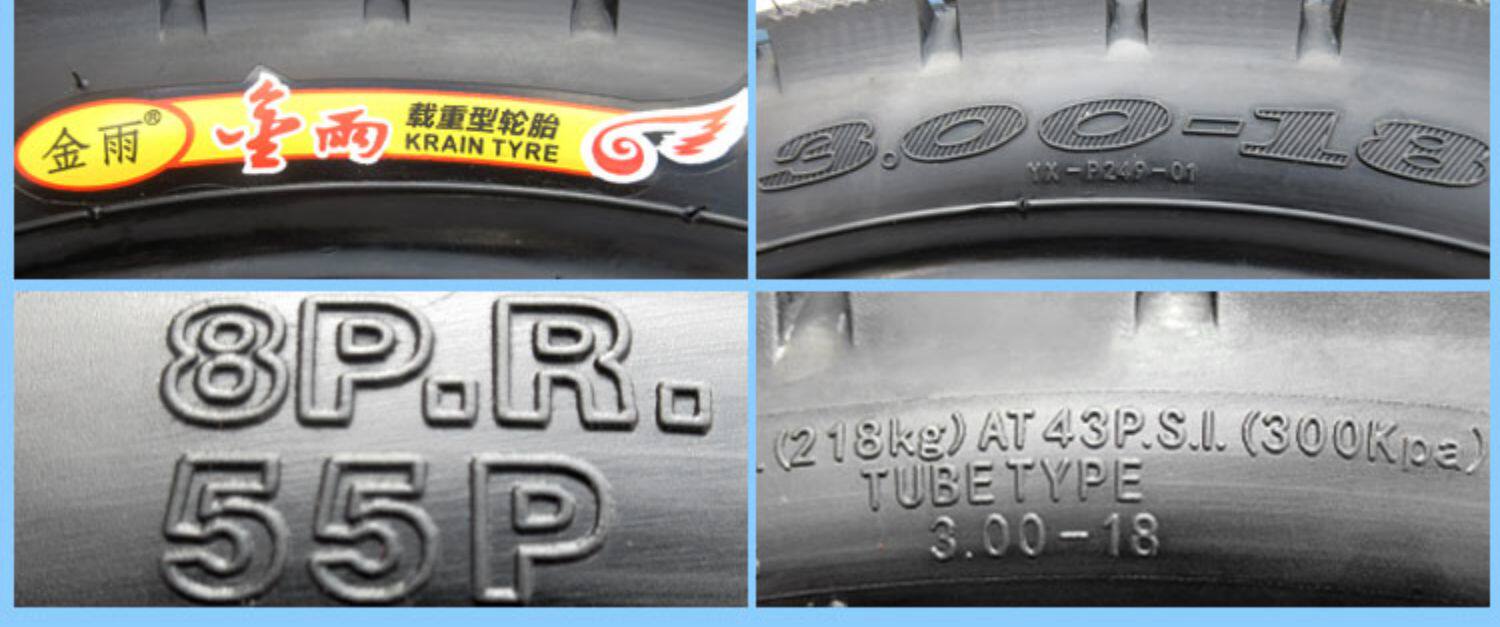 金雨®
金雨
载重型轮胎
KRAIN TYRE
3.00-18
YX-P249-01
8P.R.
55P
(218kg) AT 43P.S.I. (300Kpa)
TUBE TYPE
3.00-18